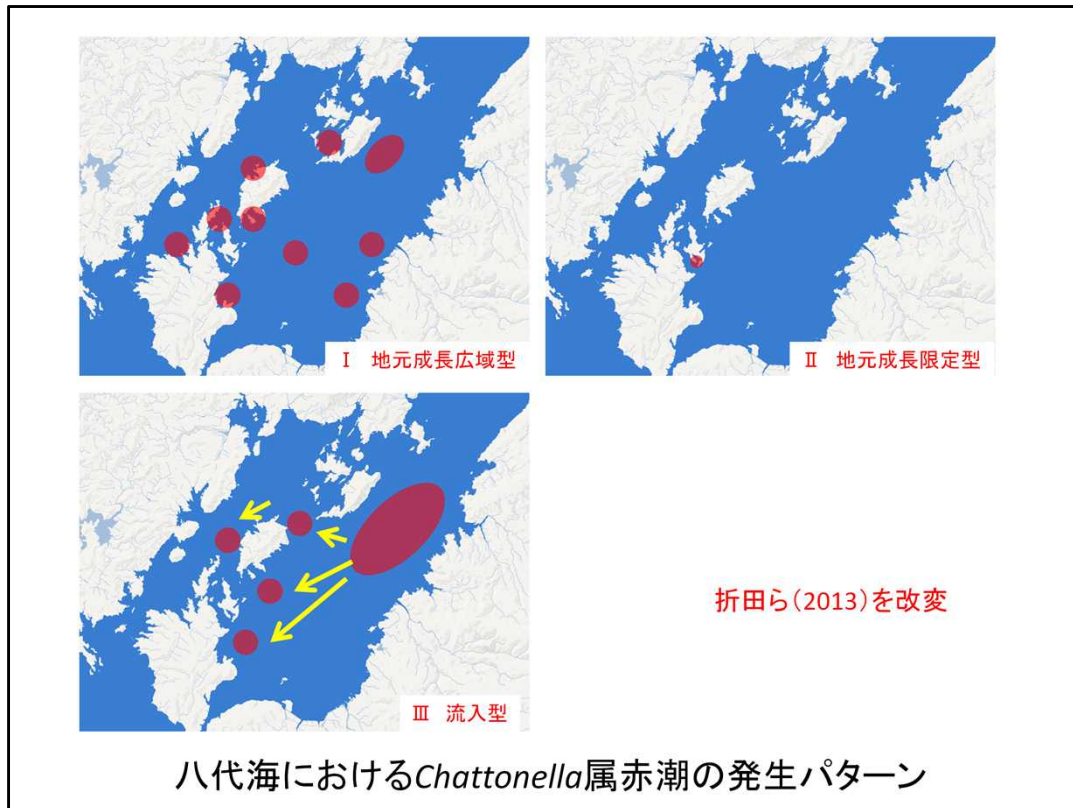 Ⅰ 地元成長広域型
Ⅱ 地元成長限定型
Ⅲ 流入型
折田ら(2013)を改変
八代海におけるChattonella属赤潮の発生パターン